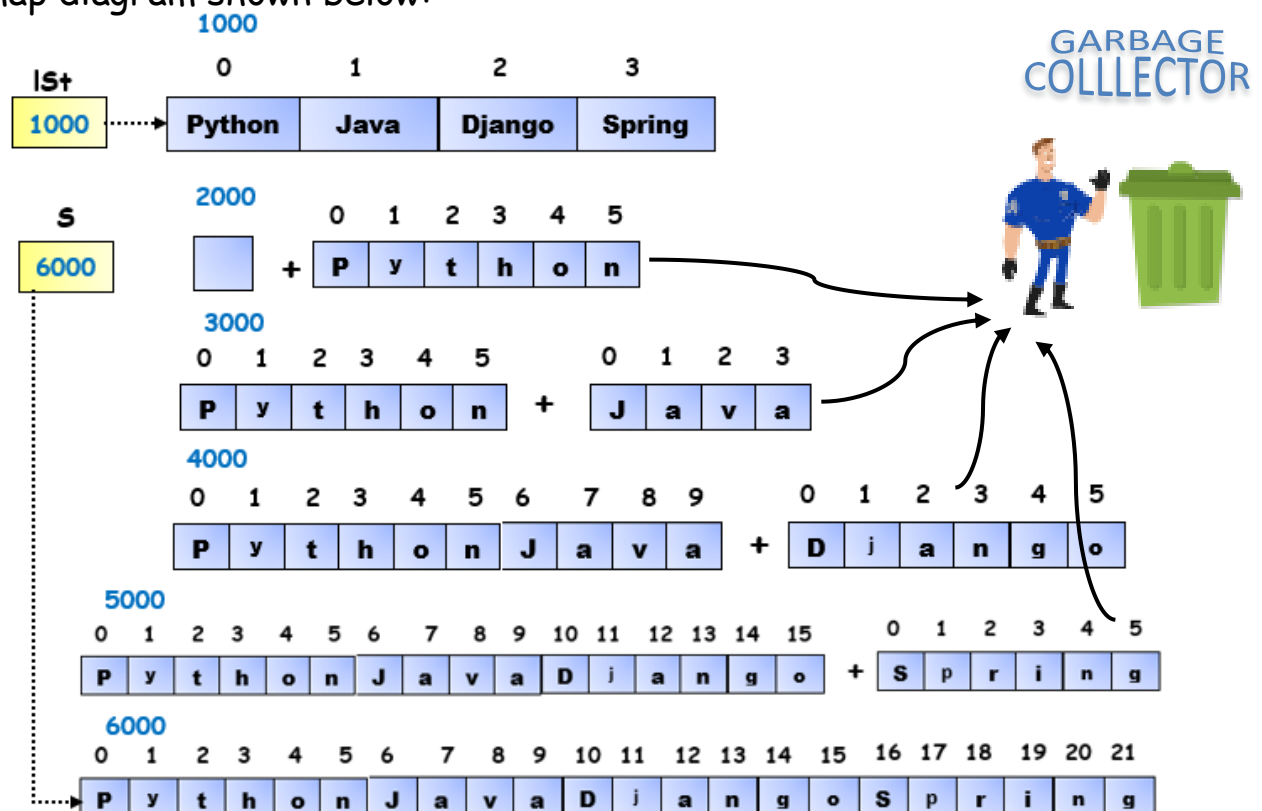 map diagram shown below:
1000
GARBAGE
COLLLECTOR
lst
0 1 2 3
1000 Python Java Django Spring
2000
S
0 1 2 3 4 5
6000 + P y t h o n
3000
0 1 2 3 4 5 0 1 2 3
P y t h o n + J a v a
4000
0 1 2 3 4 5 6 7 8 9 0 1 2 3 4 5
P y t h o n J a v a + D j a n g o
5000
0 1 2 3 4 5 6 7 8 9 10 11 12 13 14 15 0 1 2 3 4 5
P y t h o n J a v a D j a n g o + S p r i n g
6000
0 1 2 3 4 5 6 7 8 9 10 11 12 13 14 15 16 17 18 19 20 21
P y t h o n J a v a D j a n g o S p r i n g